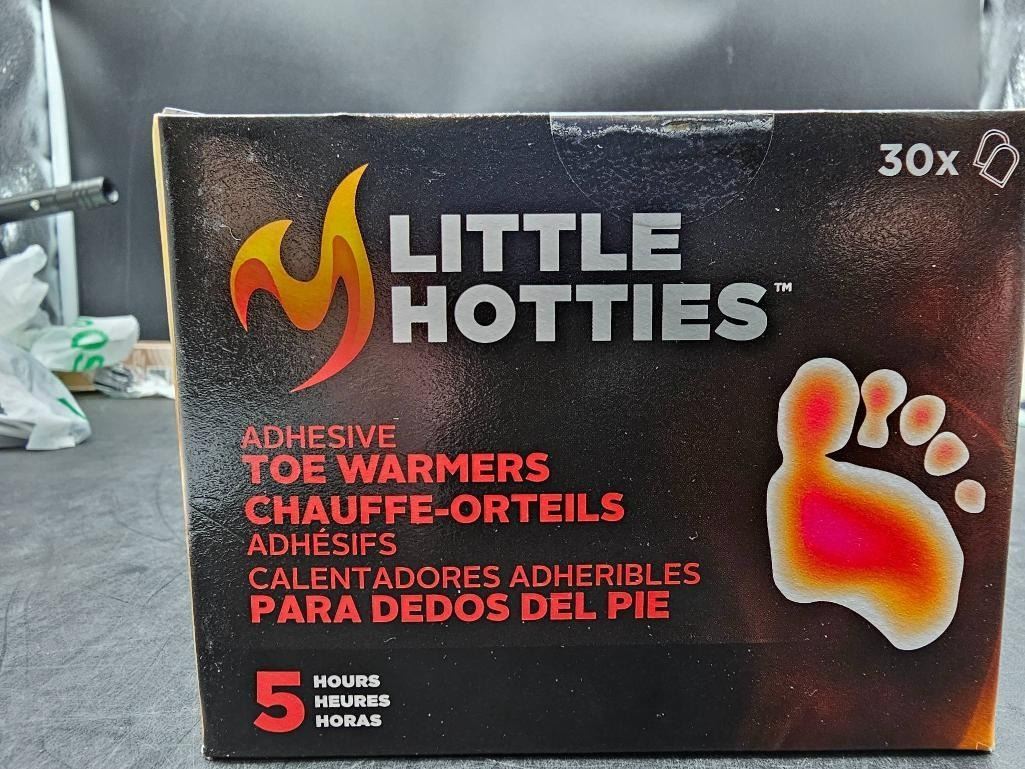 30x
LITTLE
HOTTIES™
ADHESIVE
TOE WARMERS
CHAUFFE-ORTEILS
ADHÉSIFS
CALENTADORES ADHERIBLES
PARA DEDOS DEL PIE
5 HOURS
HEURES
HORAS